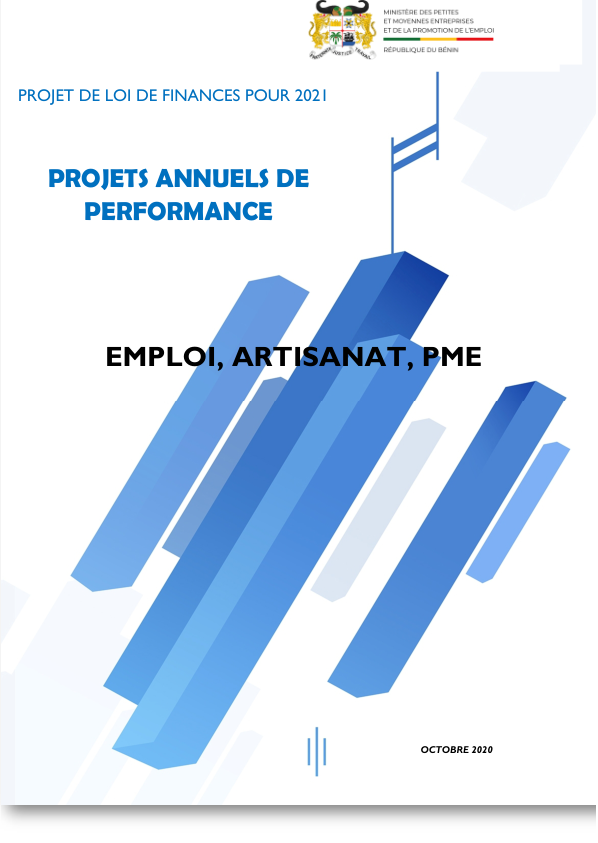 MINISTÈRE DES PETITES
ET MOYENNES ENTREPRISES
ET DE LA PROMOTION DE L'EMPLOI
RÉPUBLIQUE DU BÉNIN
FRATERNITÉ JUSTICE TRAVAIL
PROJET DE LOI DE FINANCES POUR 2021
PROJETS ANNUELS DE
PERFORMANCE
EMPLOI, ARTISANAT, PME
OCTOBRE 2020